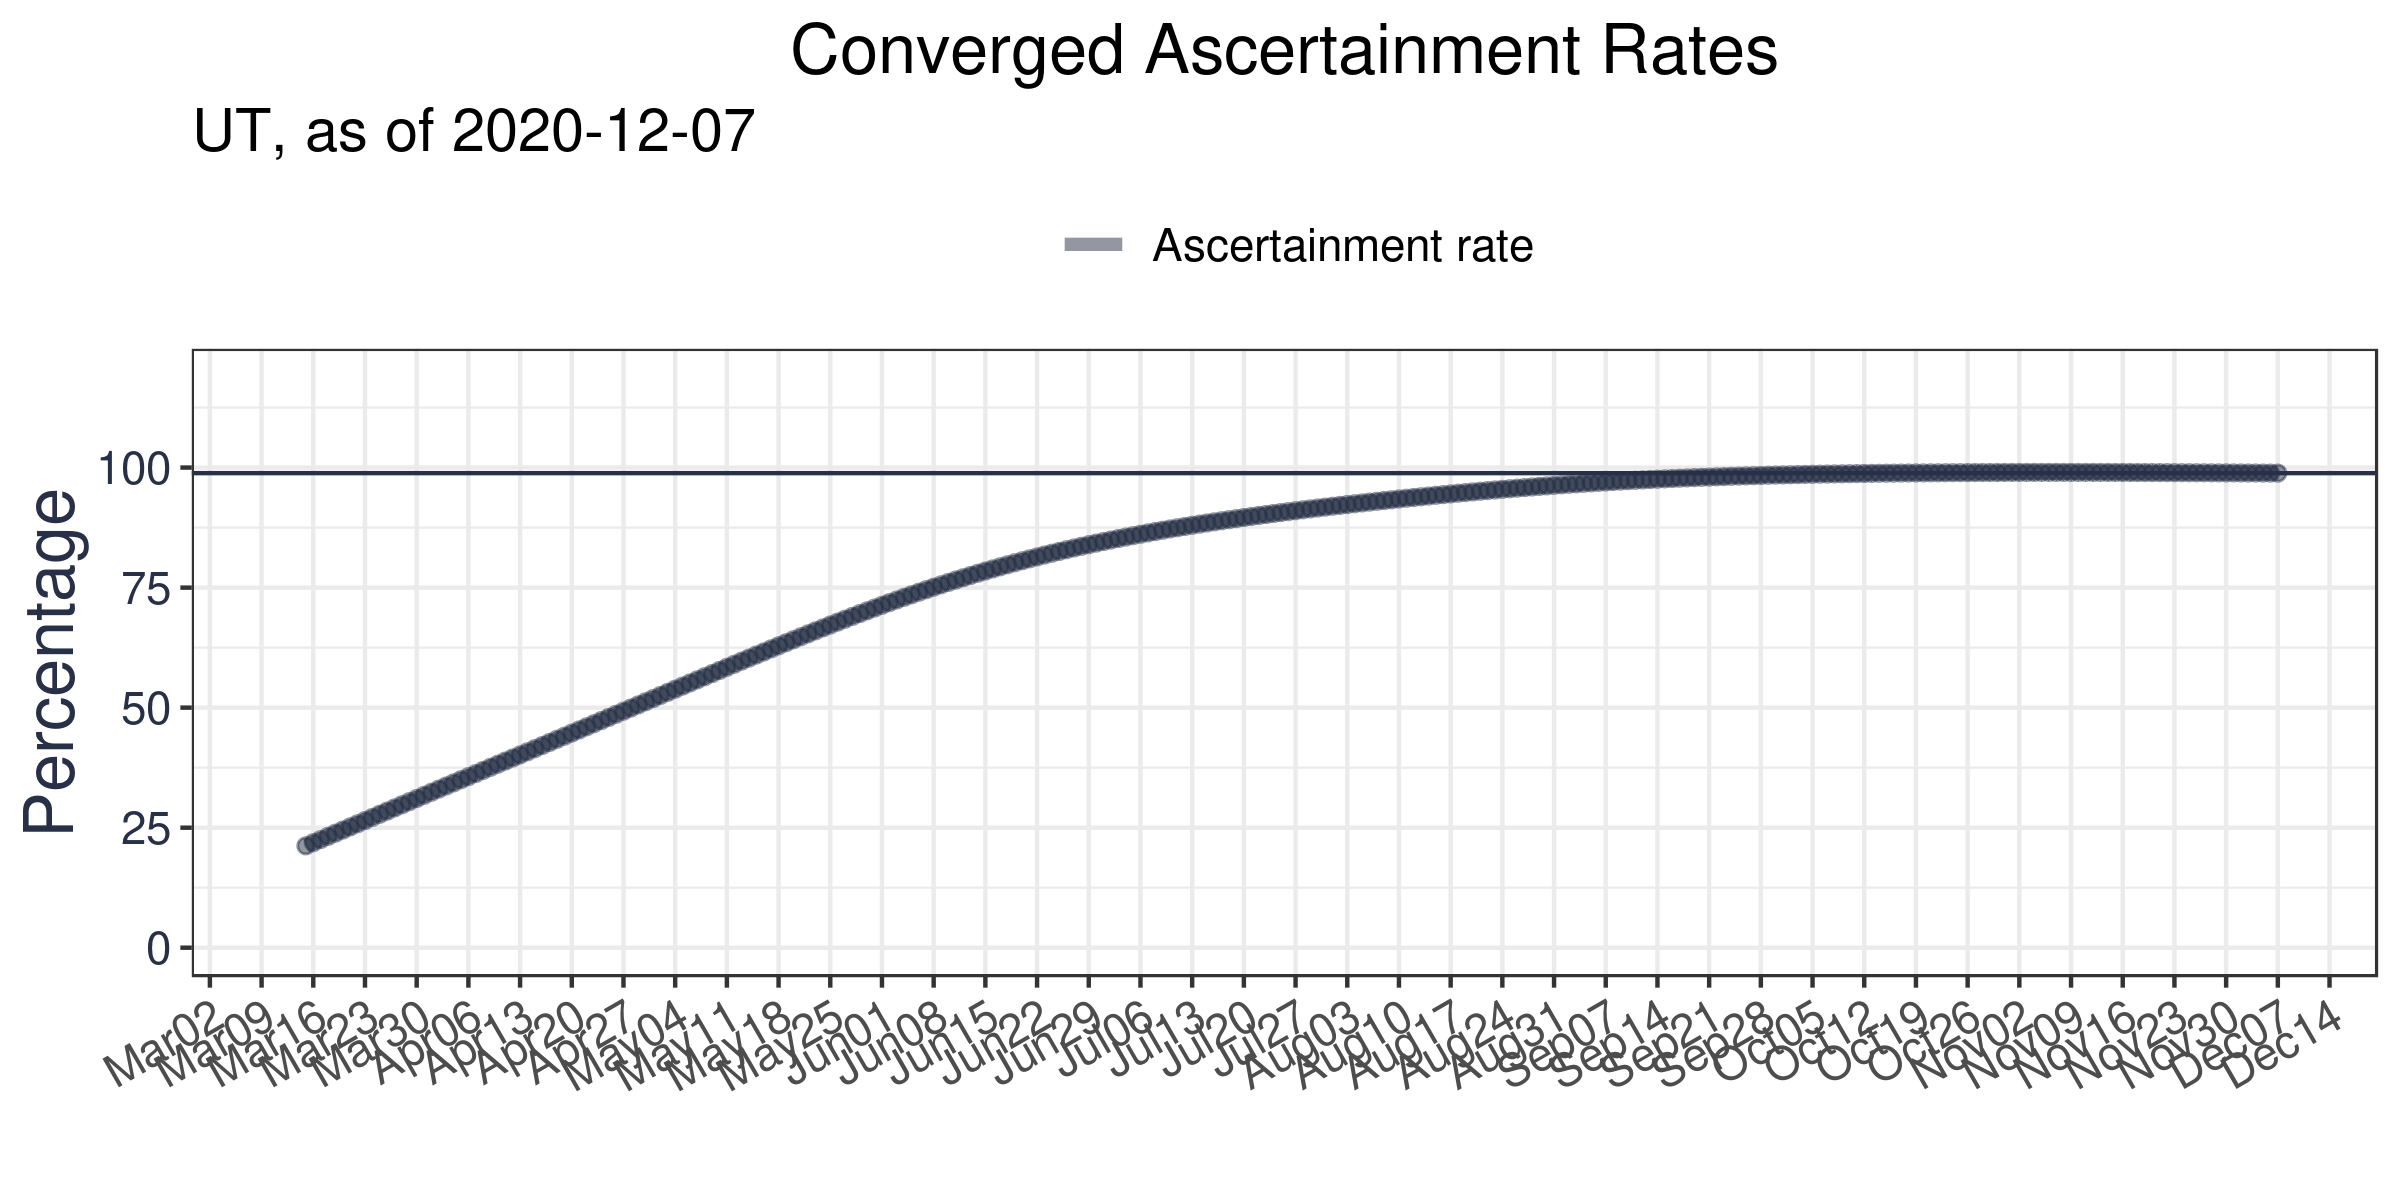 Converged Ascertainment Rates
UT, as of 2020-12-07
Ascertainment rate
Percentage
100
75
50
25
0
Mar02
Mar09
Mar16
Mar23
Mar30
Apr06
Apr13
Apr20
Apr27
May04
May11
May18
May25
Jun01
Jun08
Jun15
Jun22
Jun29
Jul06
Jul13
Jul20
Jul27
Aug03
Aug10
Aug17
Aug24
Aug31
Sep07
Sep14
Sep21
Sep28
Oct05
Oct12
Oct19
Oct26
Nov02
Nov09
Nov16
Nov23
Nov30
Dec07
Dec14